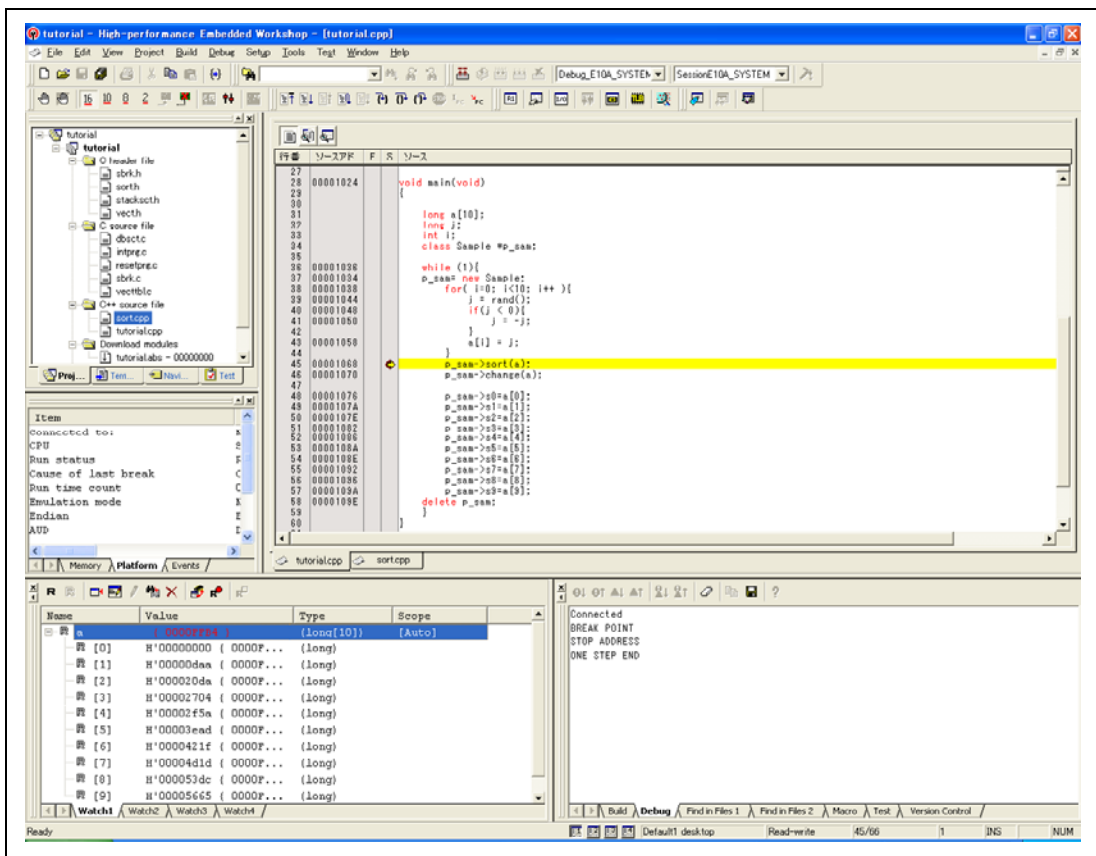 tutorial - High-performance Embedded Workshop - [tutorial.cpp]
File Edit View Project Build Debug Setup Tools Test Window Help
Debug_E10A_SYSTEM SessionE10A_SYSTEM
16 10 8 2
tutorial
tutorial
C header file
sbrk.h
sort.h
stacksct.h
vect.h
C source file
dbsct.c
intprg.c
resetprg.c
sbrk.c
vecttbl.c
C++ source file
sort.cpp
tutorial.cpp
Download modules
tutorial.abs - 00000000
Proj... Tem... Navi... Test
行番 ソースアド F S ソース
27
28 00001024 void main(void)
29 {
30
31 long a[10];
32 long j;
33 int i;
34 class Sample *p_sam;
35
36 00001036 while (1){
37 00001034 p_sam= new Sample;
38 00001038 for( i=0; i<10; i++ ){
39 00001044 j = rand();
40 00001048 if(j < 0){
41 00001050 j = -j;
42 }
43 00001058 a[i] = j;
44 }
45 00001068 p_sam->sort(a);
46 00001070 p_sam->change(a);
47
48 00001076 p_sam->s0=a[0];
49 0000107A p_sam->s1=a[1];
50 0000107E p_sam->s2=a[2];
51 00001082 p_sam->s3=a[3];
52 00001086 p_sam->s4=a[4];
53 0000108A p_sam->s5=a[5];
54 0000108E p_sam->s6=a[6];
55 00001092 p_sam->s7=a[7];
56 00001096 p_sam->s8=a[8];
57 0000109A p_sam->s9=a[9];
58 0000109E delete p_sam;
59 }
60 }
tutorial.cpp sort.cpp
Item
Connected to:
CPU
Run status
Cause of last break
Run time count
Emulation mode
Endian
AUD
Memory Platform Events
Name Value Type Scope
a (long[10]) [Auto]
[0] H'00000000 ( 0000F... (long)
[1] H'00000daa ( 0000F... (long)
[2] H'000020da ( 0000F... (long)
[3] H'00002704 ( 0000F... (long)
[4] H'00002f5a ( 0000F... (long)
[5] H'00003ead ( 0000F... (long)
[6] H'0000421f ( 0000F... (long)
[7] H'00004d1d ( 0000F... (long)
[8] H'000053dc ( 0000F... (long)
[9] H'00005665 ( 0000F... (long)
Watch1 Watch2 Watch3 Watch4
Connected
BREAK POINT
STOP ADDRESS
ONE STEP END
Build Debug Find in Files 1 Find in Files 2 Macro Test Version Control
Ready Default1 desktop Read-write 45/66 1 INS NUM